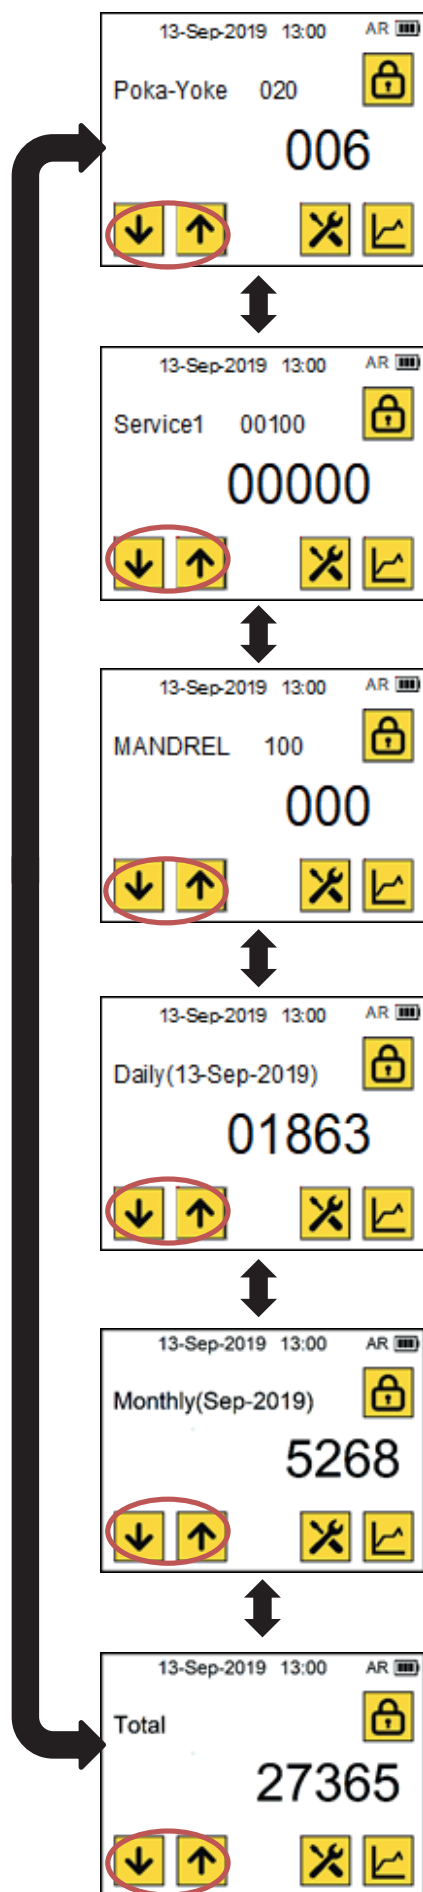 13-Sep-2019 13:00 AR
Poka-Yoke 020
006
13-Sep-2019 13:00 AR
Service1 00100
00000
13-Sep-2019 13:00 AR
MANDREL 100
000
13-Sep-2019 13:00 AR
Daily(13-Sep-2019)
01863
13-Sep-2019 13:00 AR
Monthly(Sep-2019)
5268
13-Sep-2019 13:00 AR
Total
27365